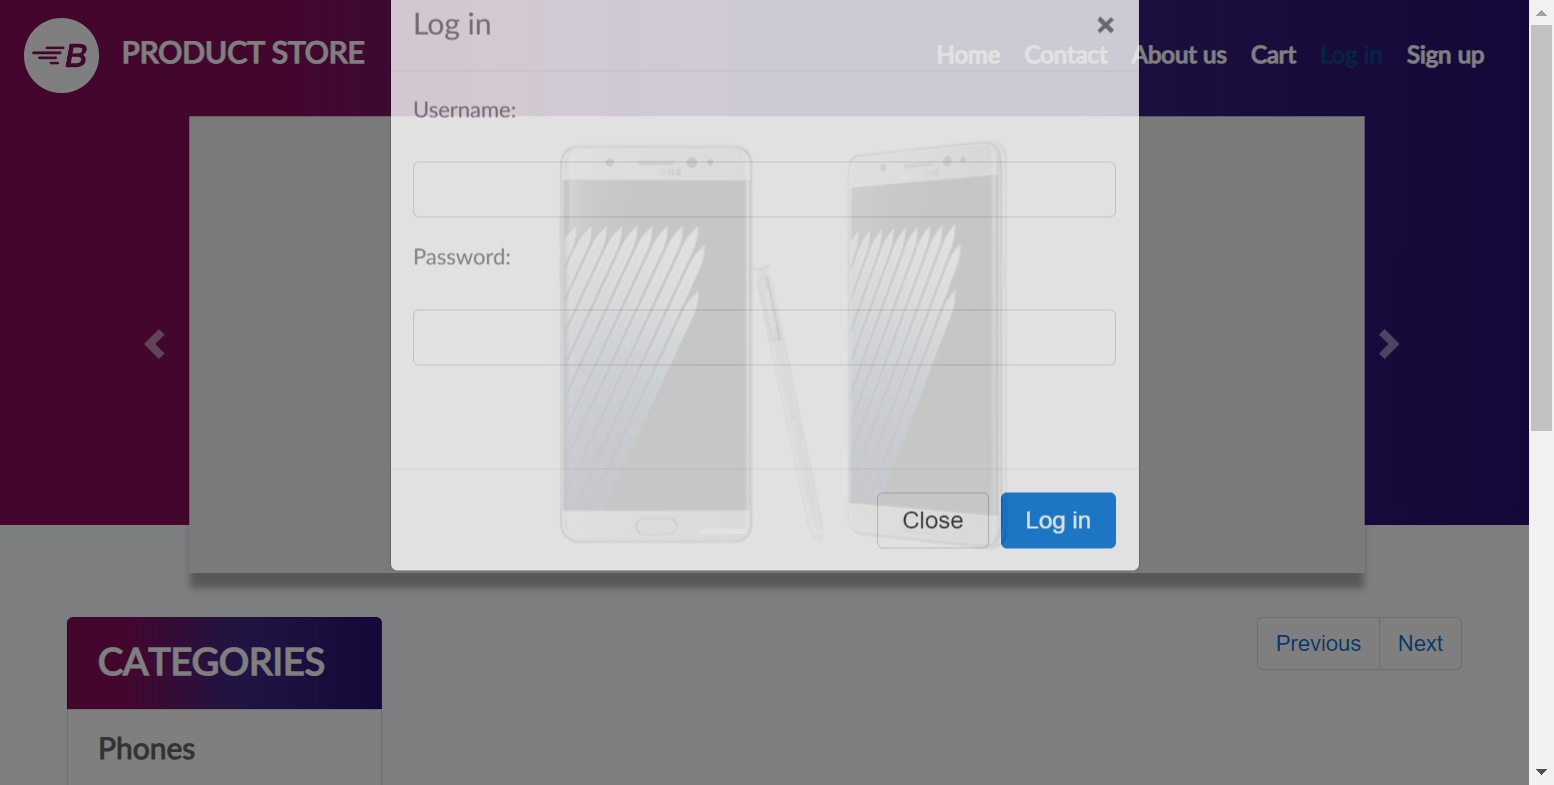 B PRODUCT STORE
Home Contact About us Cart Log in Sign up
Log in ×
Username:
Password:
Close Log in
CATEGORIES
Previous Next
Phones